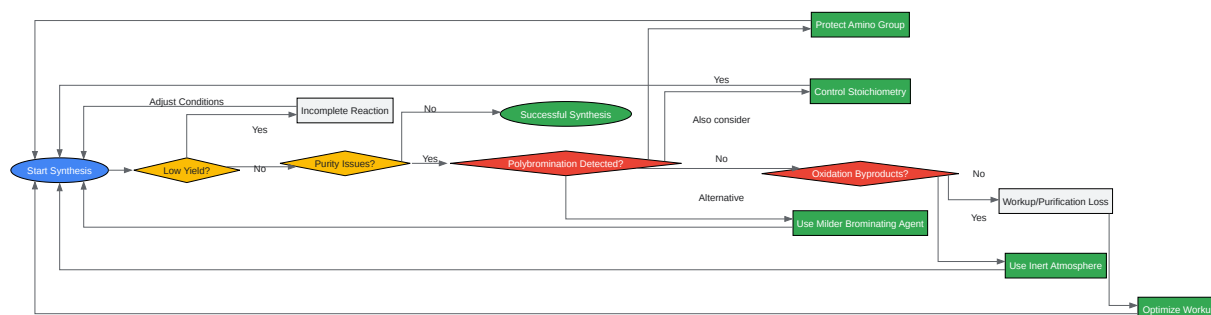 Protect Amino Group
Yes
Control Stoichiometry
Adjust Conditions
Incomplete Reaction
No
Successful Synthesis
Also consider
Yes
Start Synthesis
Low Yield?
No
Purity Issues?
Yes
Polybromination Detected?
No
Oxidation Byproducts?
No
Alternative
Workup/Purification Loss
Yes
Use Milder Brominating Agent
Use Inert Atmosphere
Optimize Worku